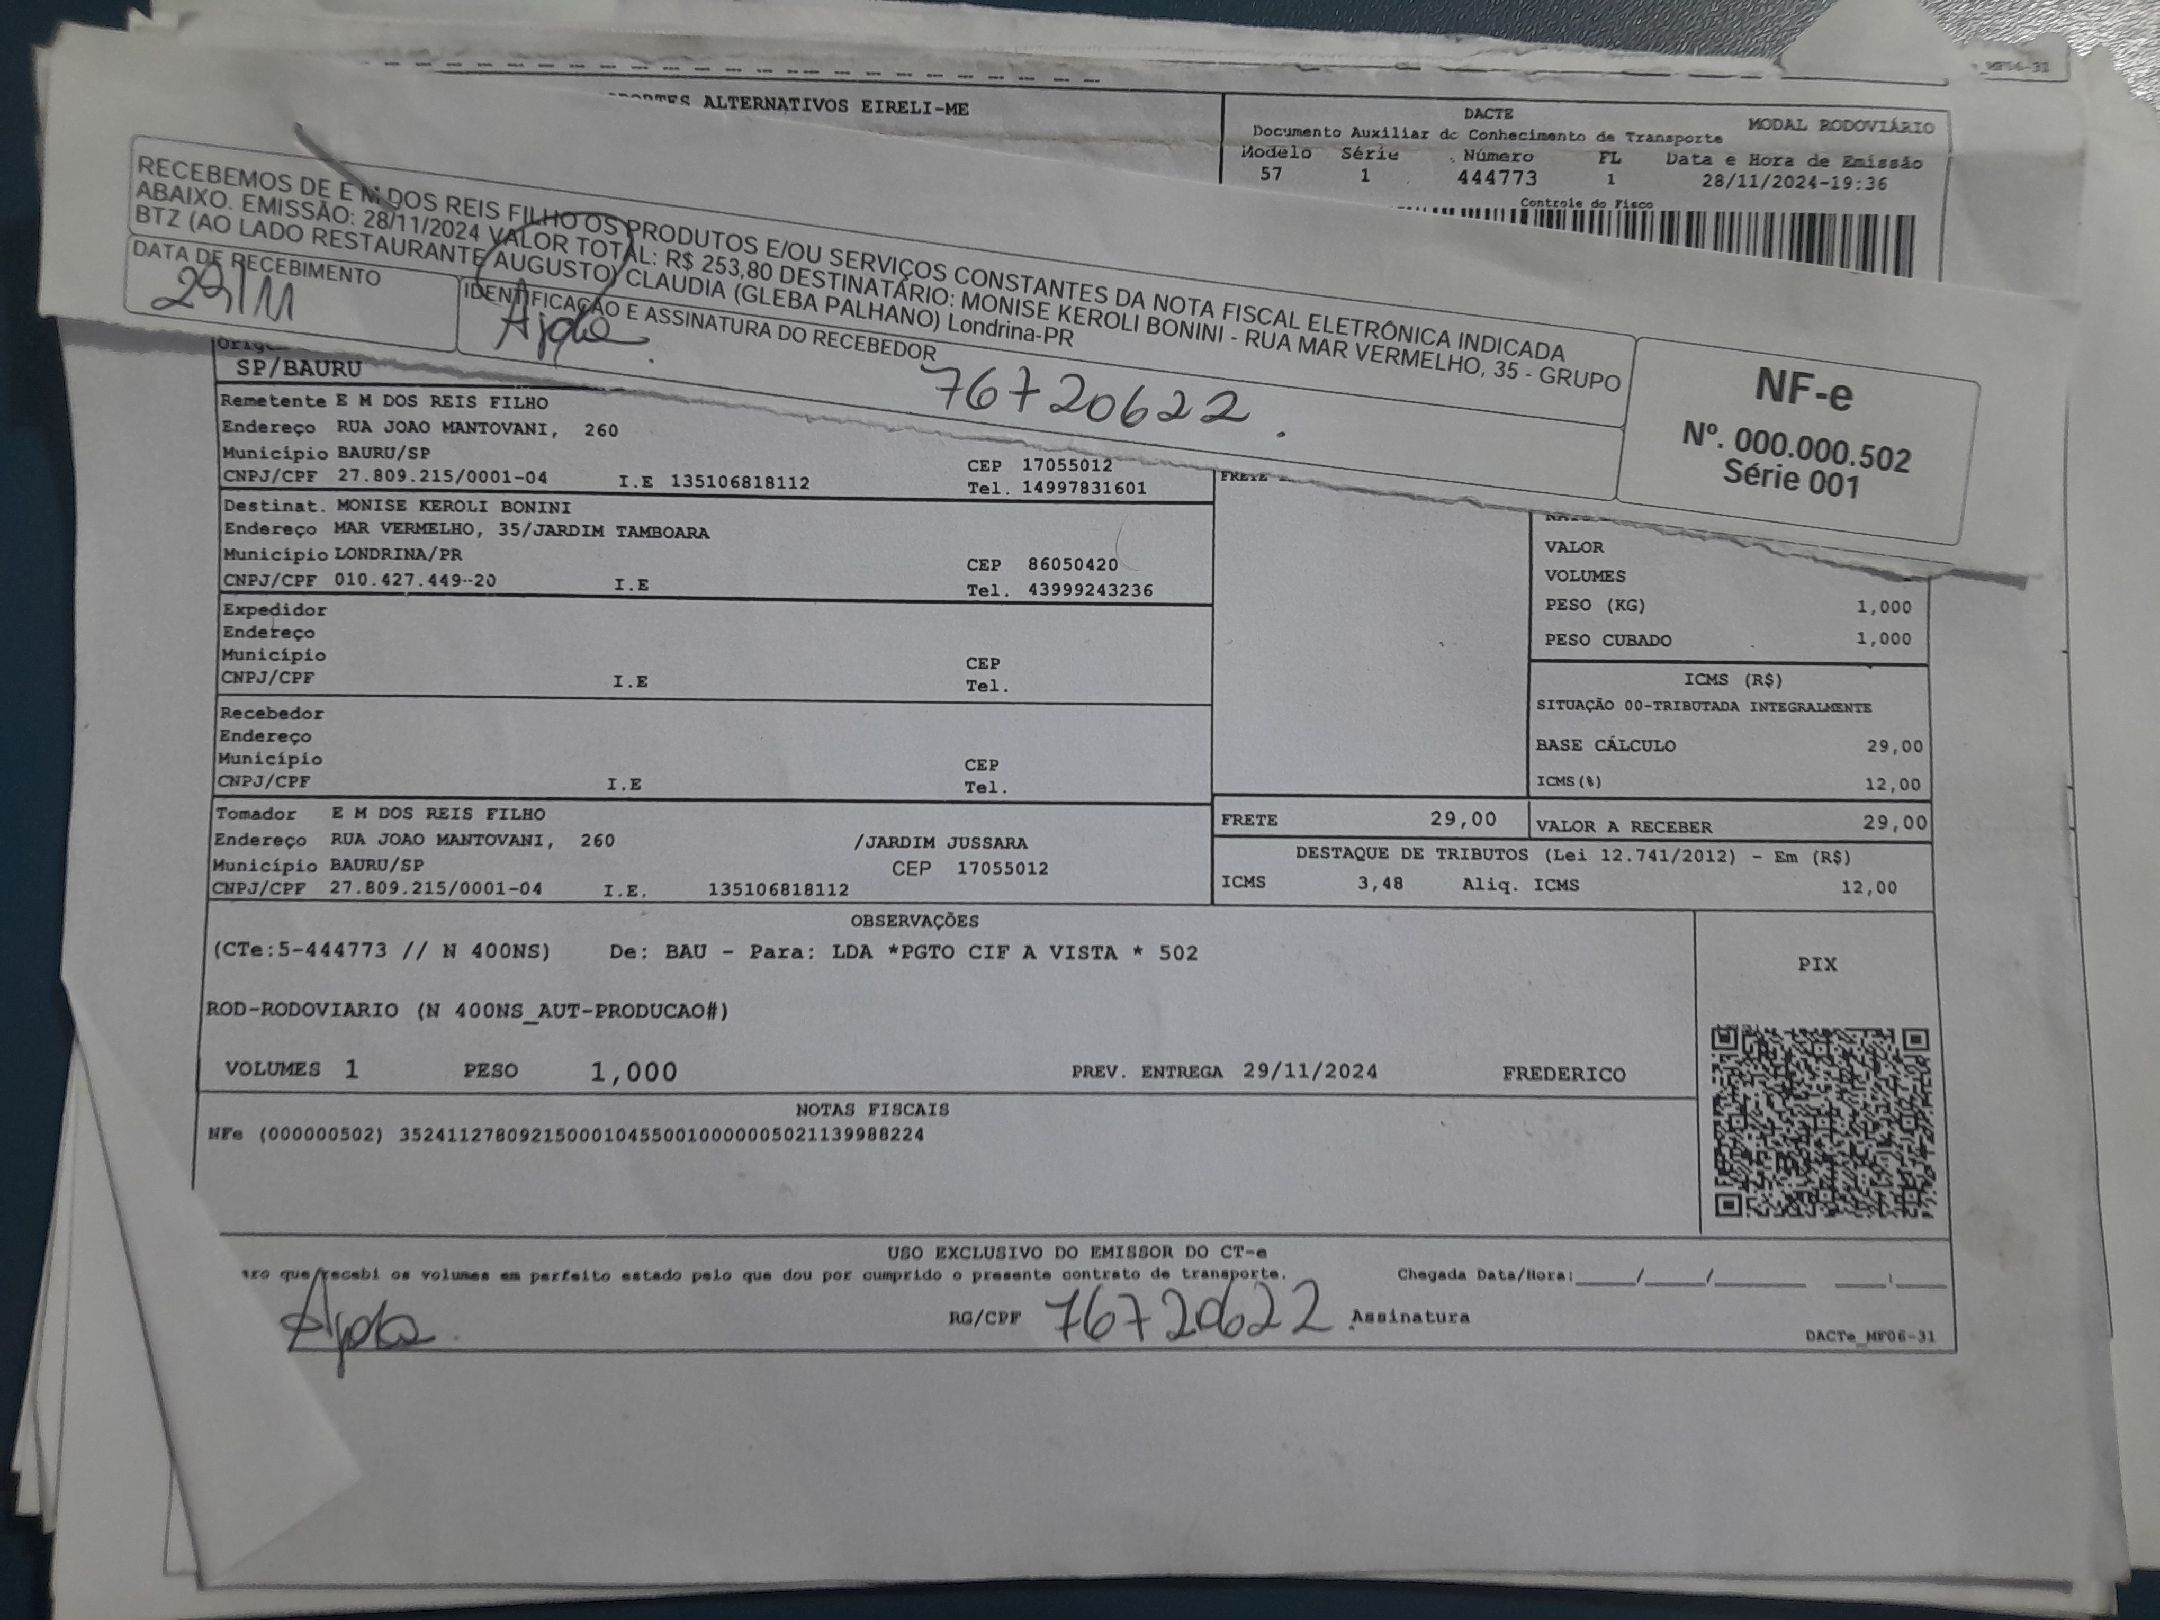 ALTERNATIVOS EIRELI-ME
DACTE
MODAL RODOVIÁRIO
Documento Auxiliar do Conhecimento de Transporte
Modelo Série Número FL Data e Hora de Emissão
57 1 444773 1 28/11/2024-19:36
Controle do Fisco
RECEBEMOS DE E M DOS REIS FILHO OS PRODUTOS E/OU SERVIÇOS CONSTANTES DA NOTA FISCAL ELETRÔNICA INDICADA
ABAIXO. EMISSÃO: 28/11/2024 VALOR TOTAL: R$ 253,80 DESTINATÁRIO: MONISE KEROLI BONINI - RUA MAR VERMELHO, 35 - GRUPO
BTZ (AO LADO RESTAURANTE AUGUSTO) CLAUDIA (GLEBA PALHANO) Londrina-PR
DATA DE RECEBIMENTO
29/11
IDENTIFICAÇÃO E ASSINATURA DO RECEBEDOR
76720622.
NF-e
Nº. 000.000.502
Série 001
SP/BAURU
Remetente E M DOS REIS FILHO
Endereço RUA JOAO MANTOVANI, 260
Município BAURU/SP CEP 17055012
CNPJ/CPF 27.809.215/0001-04 I.E 135106818112 Tel. 14997831601
FRETE
Destinat. MONISE KEROLI BONINI
Endereço MAR VERMELHO, 35/JARDIM TAMBOARA
Município LONDRINA/PR CEP 86050420
CNPJ/CPF 010.427.449-20 I.E Tel. 43999243236
VALOR
VOLUMES
PESO (KG) 1,000
PESO CUBADO 1,000
Expedidor
Endereço
Município CEP
CNPJ/CPF I.E Tel.
ICMS (R$)
SITUAÇÃO 00-TRIBUTADA INTEGRALMENTE
BASE CÁLCULO 29,00
ICMS(%) 12,00
Recebedor
Endereço
Município CEP
CNPJ/CPF I.E Tel.
Tomador E M DOS REIS FILHO
Endereço RUA JOAO MANTOVANI, 260 /JARDIM JUSSARA
Município BAURU/SP CEP 17055012
CNPJ/CPF 27.809.215/0001-04 I.E. 135106818112
FRETE 29,00 VALOR A RECEBER 29,00
DESTAQUE DE TRIBUTOS (Lei 12.741/2012) - Em (R$)
ICMS 3,48 Aliq. ICMS 12,00
OBSERVAÇÕES
(CTe:5-444773 // N 400NS) De: BAU - Para: LDA *PGTO CIF A VISTA * 502
PIX
ROD-RODOVIARIO (N 400NS_AUT-PRODUCAO#)
VOLUMES 1 PESO 1,000 PREV. ENTREGA 29/11/2024 FREDERICO
NOTAS FISCAIS
NFe (000000502) 35241127809215000104550010000005021139988224
USO EXCLUSIVO DO EMISSOR DO CT-e
que recebi os volumes em perfeito estado pelo que dou por cumprido o presente contrato de transporte. Chegada Data/Hora:____/____/________ ____:____
RG/CPF 76720622 Assinatura
DACTe_MF06-31